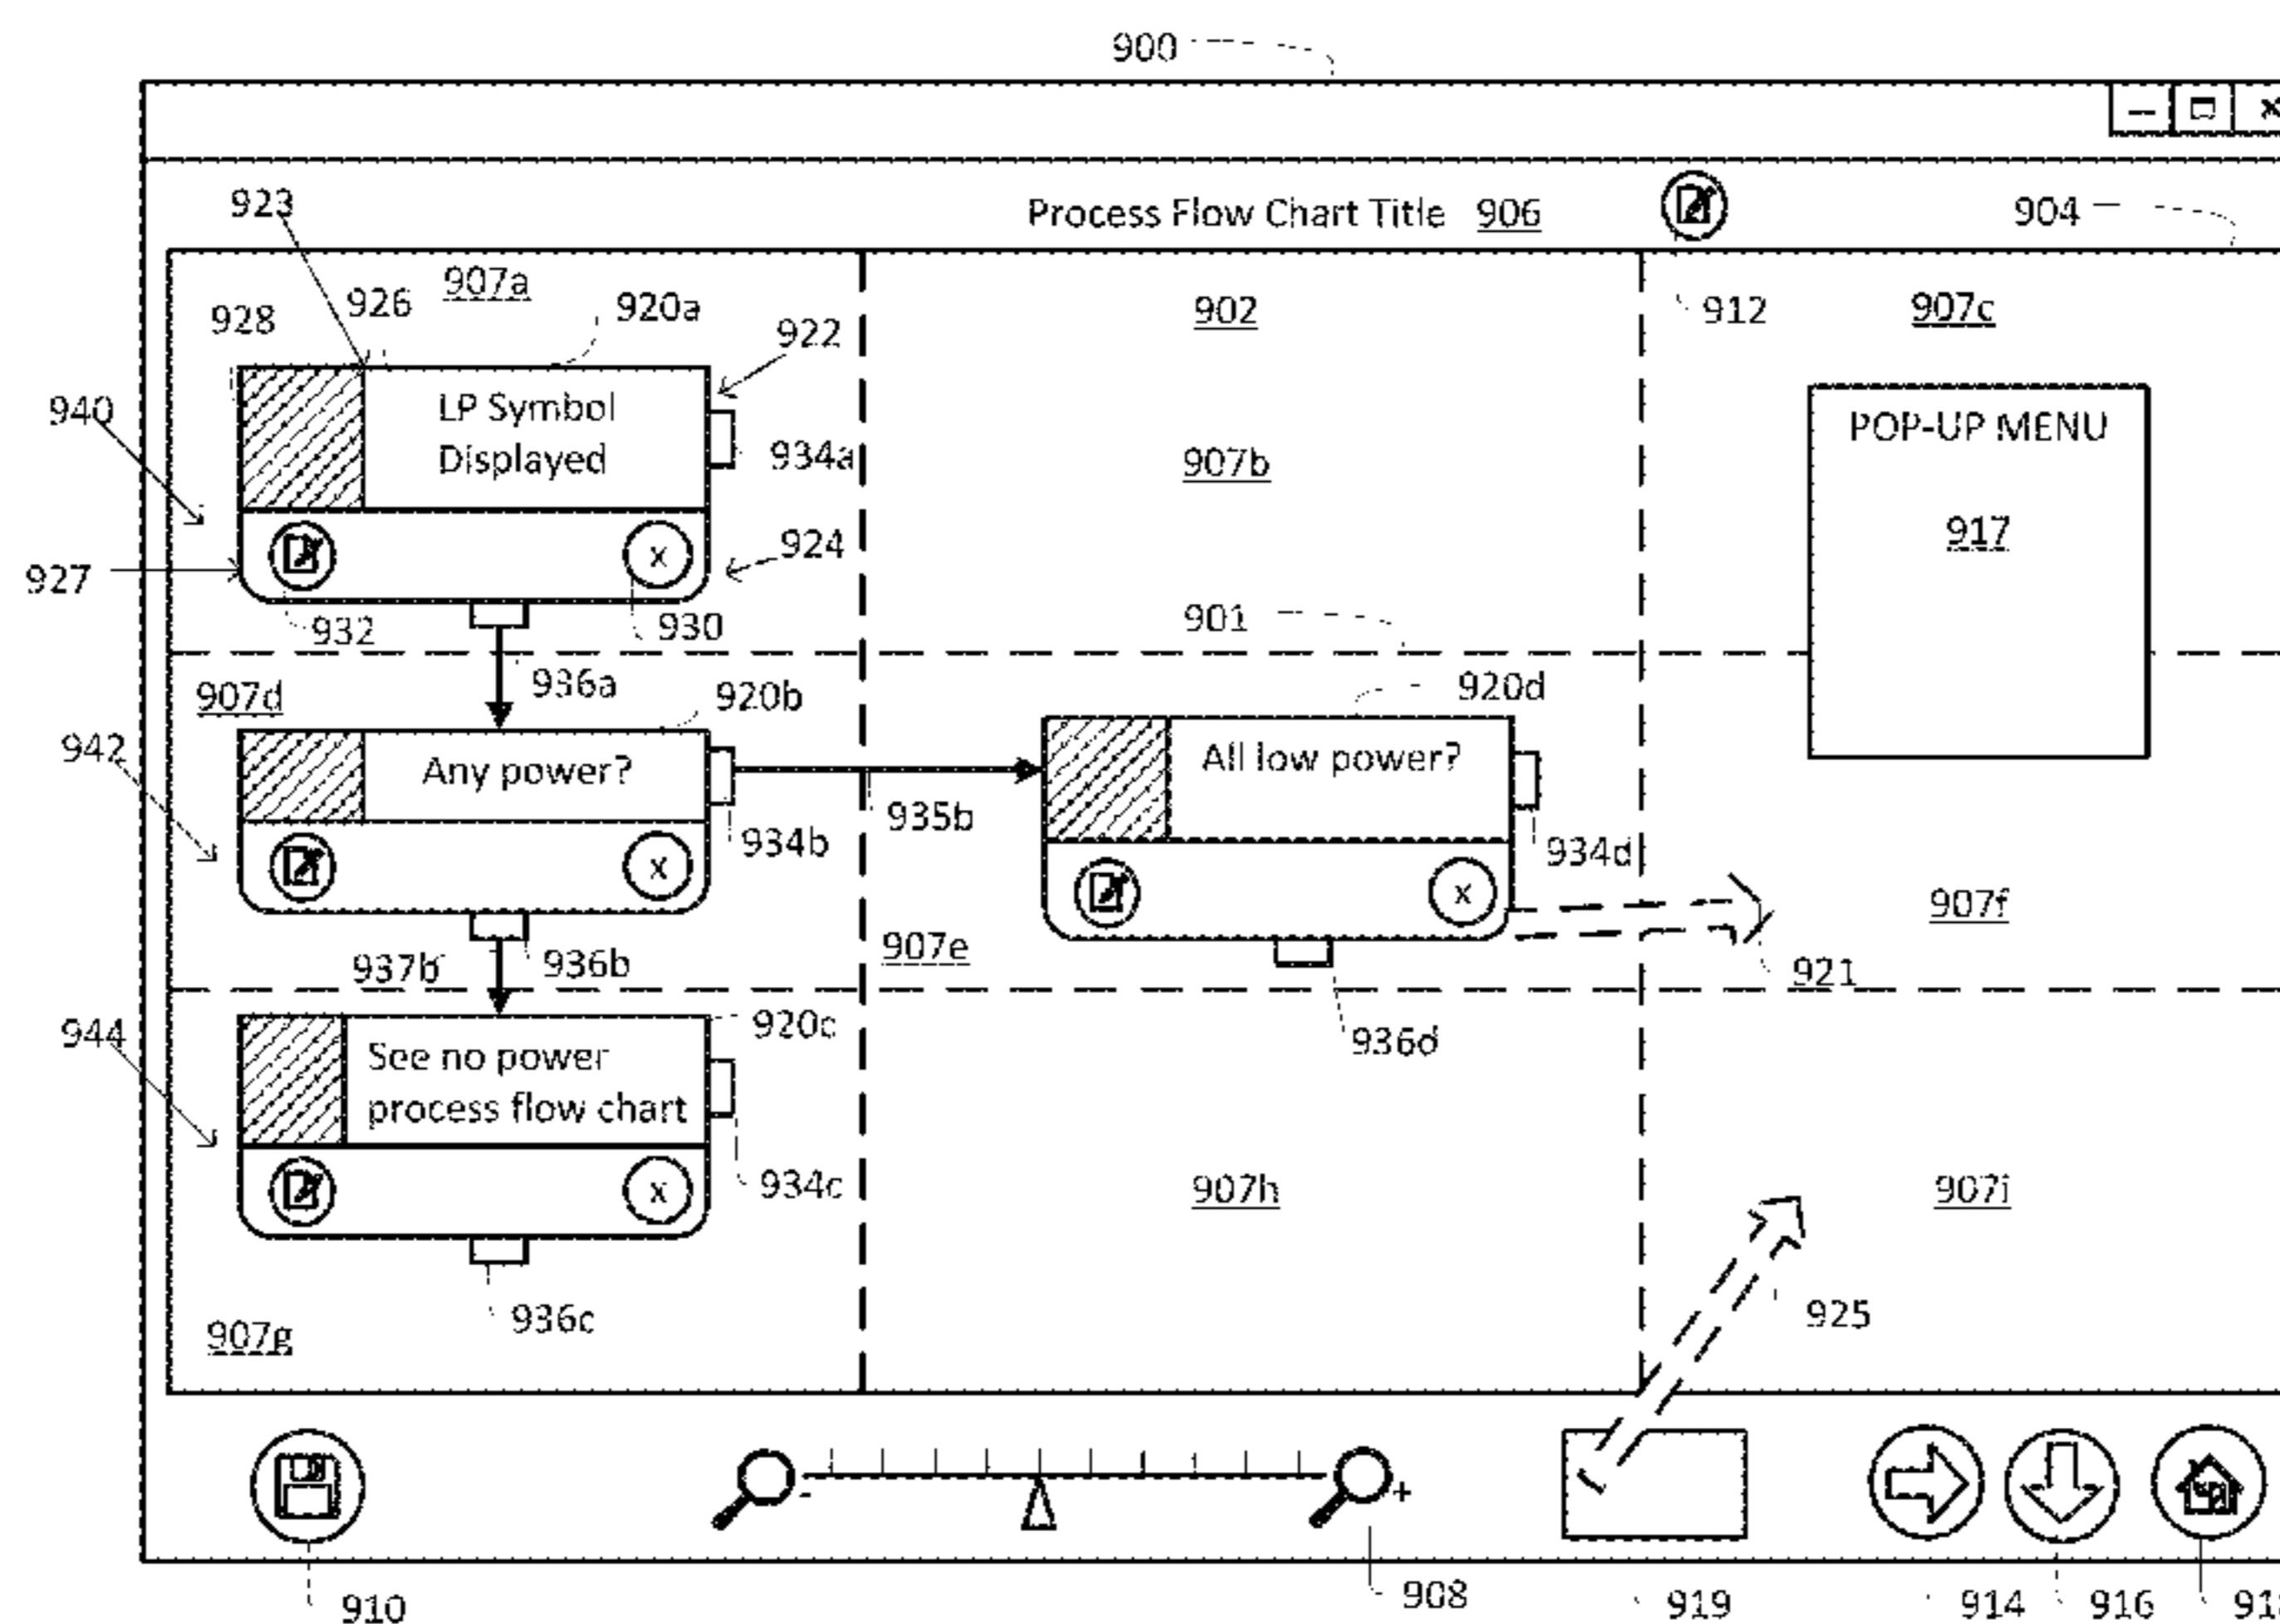 900
Process Flow Chart Title 906
904
923
907a
928
926
920a
922
902
912
907c
940
LP Symbol
Displayed
934a
907b
POP-UP MENU
917
924
927
x
932
930
901
936a
907d
920b
920d
942
Any power?
All low power?
935b
934b
934d
x
x
907f
907e
937b
936b
921
944
920c
936d
See no power
process flow chart
x
934c
907h
907i
925
936c
907g
-
+
910
908
919
914
916